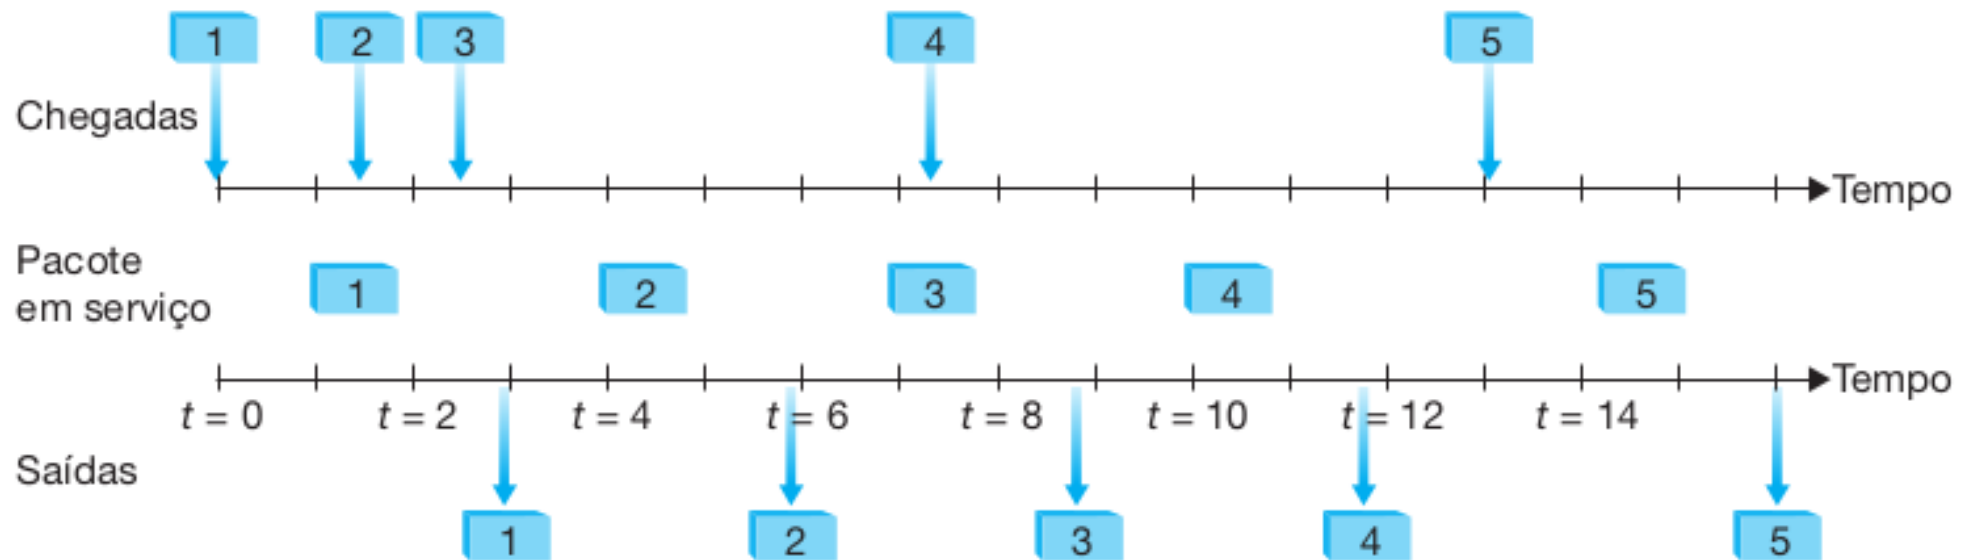 1 2 3 4 5
Chegadas
Tempo
Pacote
em serviço
1 2 3 4 5
Tempo
t = 0 t = 2 t = 4 t = 6 t = 8 t = 10 t = 12 t = 14
Saídas
1 2 3 4 5